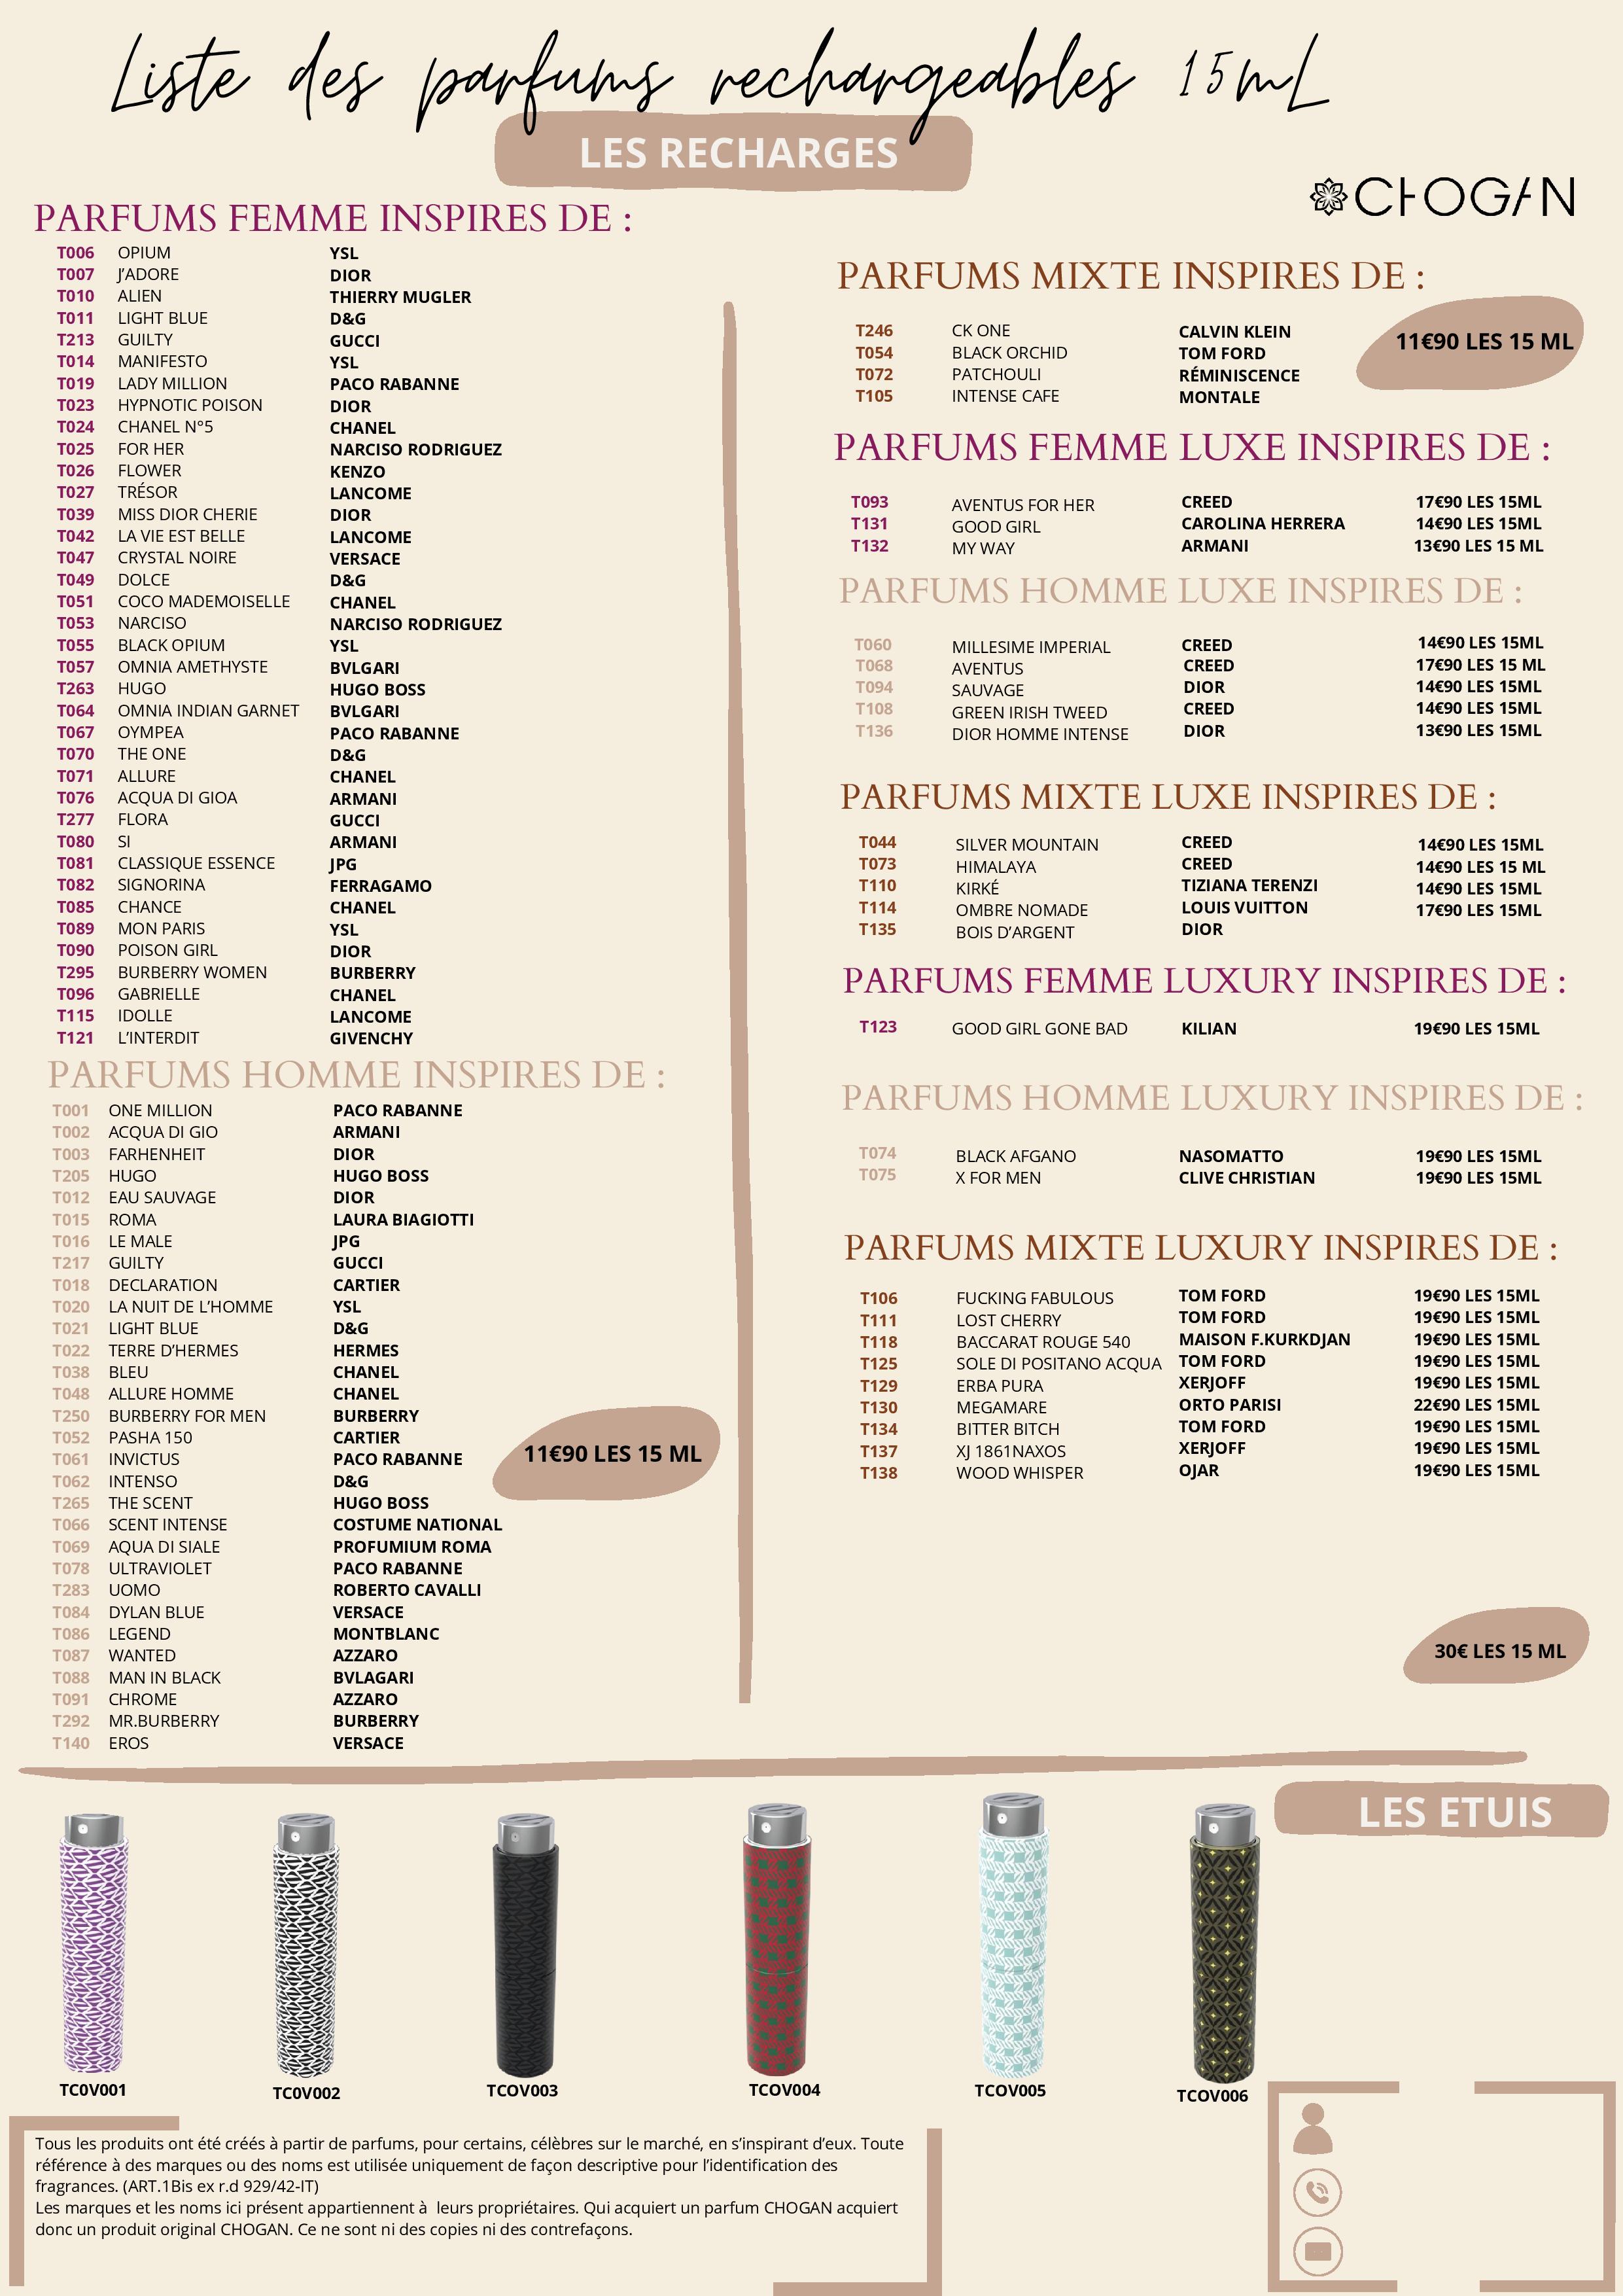 Liste des parfums rechargeables 15mL
LES RECHARGES
CHOGAN
PARFUMS FEMME INSPIRES DE :
T006 OPIUM YSL
T007 J'ADORE DIOR
T010 ALIEN THIERRY MUGLER
T011 LIGHT BLUE D&G
T213 GUILTY GUCCI
T014 MANIFESTO YSL
T019 LADY MILLION PACO RABANNE
T023 HYPNOTIC POISON DIOR
T024 CHANEL N°5 CHANEL
T025 FOR HER NARCISO RODRIGUEZ
T026 FLOWER KENZO
T027 TRÉSOR LANCOME
T039 MISS DIOR CHERIE DIOR
T042 LA VIE EST BELLE LANCOME
T047 CRYSTAL NOIRE VERSACE
T049 DOLCE D&G
T051 COCO MADEMOISELLE CHANEL
T053 NARCISO NARCISO RODRIGUEZ
T055 BLACK OPIUM YSL
T057 OMNIA AMETHYSTE BVLGARI
T263 HUGO HUGO BOSS
T064 OMNIA INDIAN GARNET BVLGARI
T067 OYMPEA PACO RABANNE
T070 THE ONE D&G
T071 ALLURE CHANEL
T076 ACQUA DI GIOA ARMANI
T277 FLORA GUCCI
T080 SI ARMANI
T081 CLASSIQUE ESSENCE JPG
T082 SIGNORINA FERRAGAMO
T085 CHANCE CHANEL
T089 MON PARIS YSL
T090 POISON GIRL DIOR
T295 BURBERRY WOMEN BURBERRY
T096 GABRIELLE CHANEL
T115 IDOLLE LANCOME
T121 L'INTERDIT GIVENCHY
PARFUMS HOMME INSPIRES DE :
T001 ONE MILLION PACO RABANNE
T002 ACQUA DI GIO ARMANI
T003 FARHENHEIT DIOR
T205 HUGO HUGO BOSS
T012 EAU SAUVAGE DIOR
T015 ROMA LAURA BIAGIOTTI
T016 LE MALE JPG
T217 GUILTY GUCCI
T018 DECLARATION CARTIER
T020 LA NUIT DE L'HOMME YSL
T021 LIGHT BLUE D&G
T022 TERRE D'HERMES HERMES
T038 BLEU CHANEL
T048 ALLURE HOMME CHANEL
T250 BURBERRY FOR MEN BURBERRY
T052 PASHA 150 CARTIER
T061 INVICTUS PACO RABANNE
T062 INTENSO D&G
T265 THE SCENT HUGO BOSS
T066 SCENT INTENSE COSTUME NATIONAL
T069 AQUA DI SIALE PROFUMIUM ROMA
T078 ULTRAVIOLET PACO RABANNE
T283 UOMO ROBERTO CAVALLI
T084 DYLAN BLUE VERSACE
T086 LEGEND MONTBLANC
T087 WANTED AZZARO
T088 MAN IN BLACK BVLAGARI
T091 CHROME AZZARO
T292 MR.BURBERRY BURBERRY
T140 EROS VERSACE
11€90 LES 15 ML
PARFUMS MIXTE INSPIRES DE :
T246 CK ONE CALVIN KLEIN
T054 BLACK ORCHID TOM FORD
T072 PATCHOULI RÉMINISCENCE
T105 INTENSE CAFE MONTALE
11€90 LES 15 ML
PARFUMS FEMME LUXE INSPIRES DE :
T093 AVENTUS FOR HER CREED 17€90 LES 15ML
T131 GOOD GIRL CAROLINA HERRERA 14€90 LES 15ML
T132 MY WAY ARMANI 13€90 LES 15 ML
PARFUMS HOMME LUXE INSPIRES DE :
T060 MILLESIME IMPERIAL CREED 14€90 LES 15ML
T068 AVENTUS CREED 17€90 LES 15 ML
T094 SAUVAGE DIOR 14€90 LES 15ML
T108 GREEN IRISH TWEED CREED 14€90 LES 15ML
T136 DIOR HOMME INTENSE DIOR 13€90 LES 15ML
PARFUMS MIXTE LUXE INSPIRES DE :
T044 SILVER MOUNTAIN CREED 14€90 LES 15ML
T073 HIMALAYA CREED 14€90 LES 15 ML
T110 KIRKÉ TIZIANA TERENZI 14€90 LES 15ML
T114 OMBRE NOMADE LOUIS VUITTON 17€90 LES 15ML
T135 BOIS D'ARGENT DIOR
PARFUMS FEMME LUXURY INSPIRES DE :
T123 GOOD GIRL GONE BAD KILIAN 19€90 LES 15ML
PARFUMS HOMME LUXURY INSPIRES DE :
T074 BLACK AFGANO NASOMATTO 19€90 LES 15ML
T075 X FOR MEN CLIVE CHRISTIAN 19€90 LES 15ML
PARFUMS MIXTE LUXURY INSPIRES DE :
T106 FUCKING FABULOUS TOM FORD 19€90 LES 15ML
T111 LOST CHERRY TOM FORD 19€90 LES 15ML
T118 BACCARAT ROUGE 540 MAISON F.KURKDJAN 19€90 LES 15ML
T125 SOLE DI POSITANO ACQUA TOM FORD 19€90 LES 15ML
T129 ERBA PURA XERJOFF 19€90 LES 15ML
T130 MEGAMARE ORTO PARISI 22€90 LES 15ML
T134 BITTER BITCH TOM FORD 19€90 LES 15ML
T137 XJ 1861NAXOS XERJOFF 19€90 LES 15ML
T138 WOOD WHISPER OJAR 19€90 LES 15ML
30€ LES 15 ML
LES ETUIS
TC0V001 TC0V002 TCOV003 TCOV004 TCOV005 TCOV006
Tous les produits ont été créés à partir de parfums, pour certains, célèbres sur le marché, en s'inspirant d'eux. Toute
référence à des marques ou des noms est utilisée uniquement de façon descriptive pour l'identification des
fragrances. (ART.1Bis ex r.d 929/42-IT)
Les marques et les noms ici présent appartiennent à leurs propriétaires. Qui acquiert un parfum CHOGAN acquiert
donc un produit original CHOGAN. Ce ne sont ni des copies ni des contrefaçons.